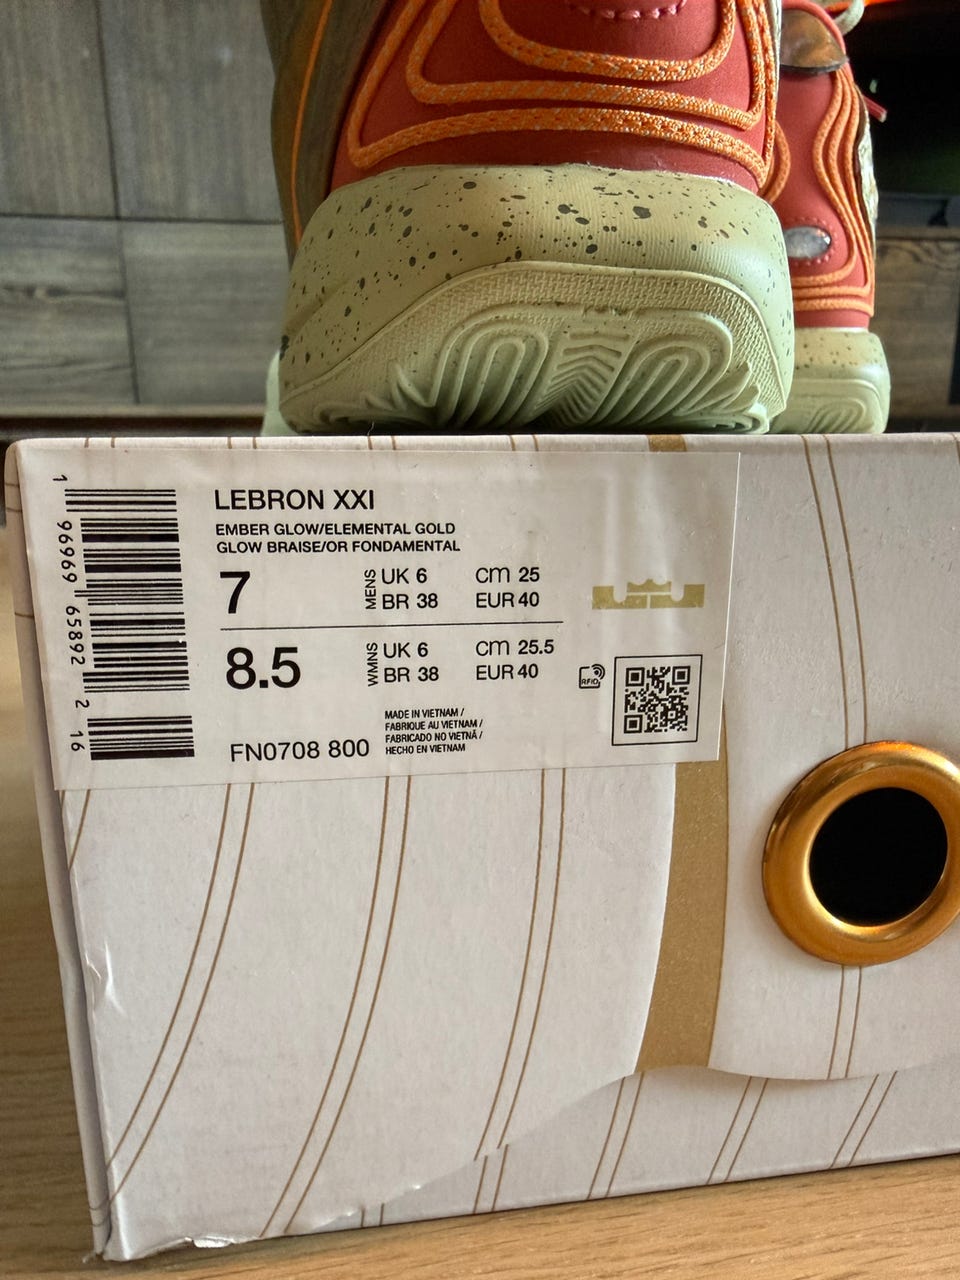 LEBRON XXI
EMBER GLOW/ELEMENTAL GOLD
GLOW BRAISE/OR FONDAMENTAL
7 MENS UK 6 CM 25
BR 38 EUR 40
8.5 WMNS UK 6 CM 25.5
BR 38 EUR 40
RFID
FN0708 800
MADE IN VIETNAM /
FABRIQUE AU VIETNAM /
FABRICADO NO VIETNÃ /
HECHO EN VIETNAM
1 96969 65892 2 16